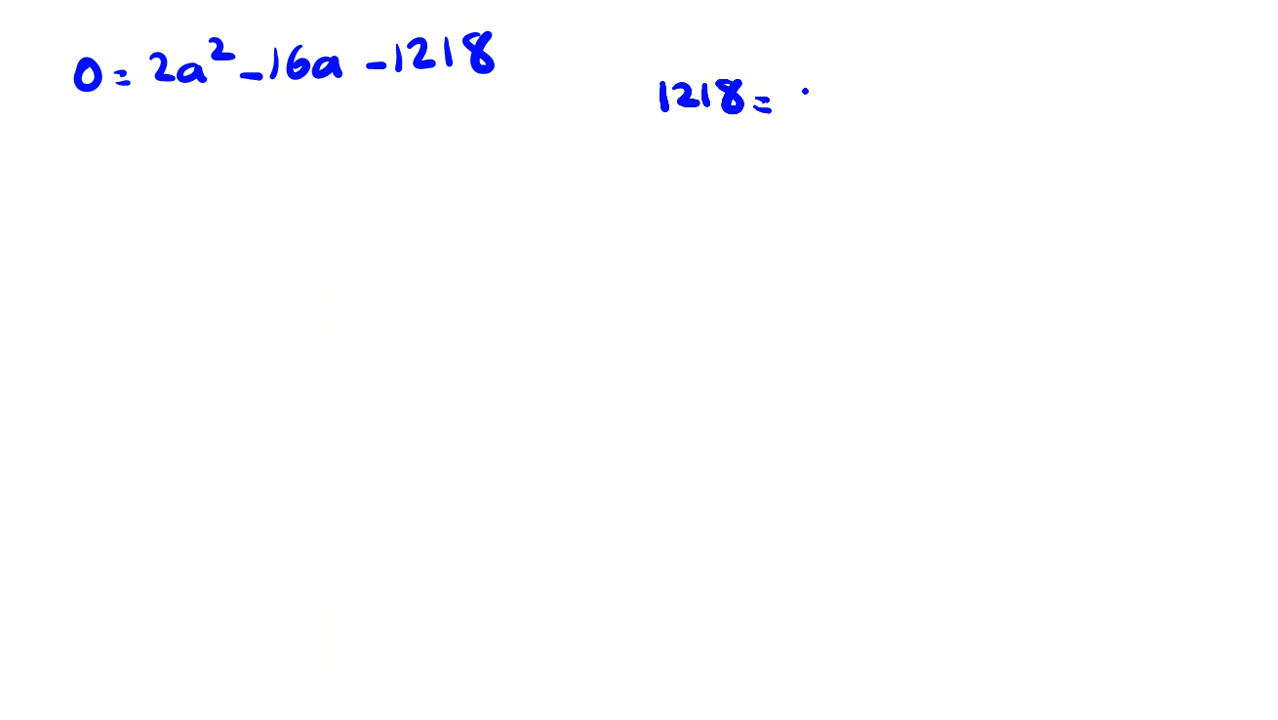 0 = 2a² - 16a - 1218
1218 =